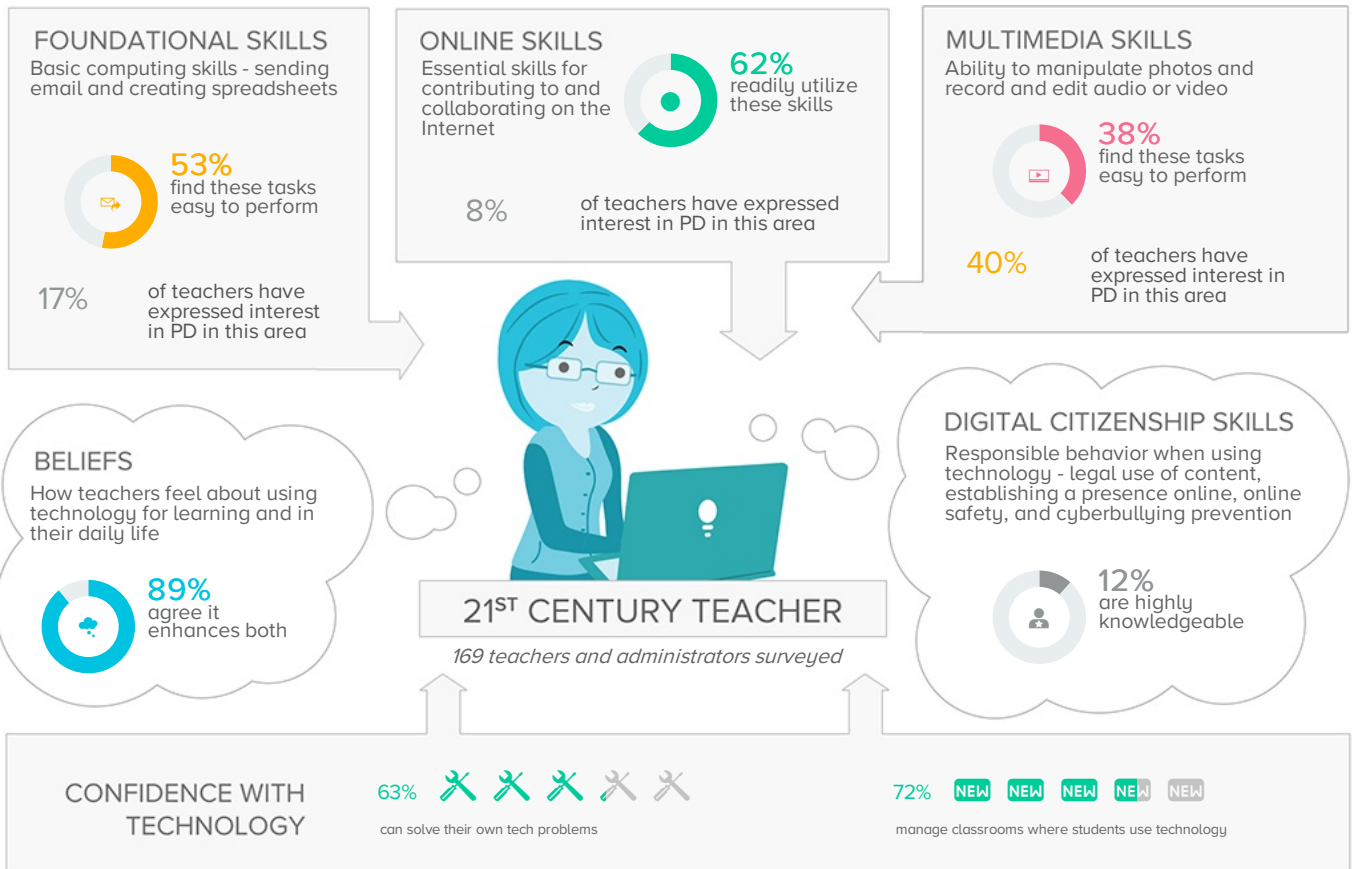 FOUNDATIONAL SKILLS
Basic computing skills - sending
email and creating spreadsheets
53%
find these tasks
easy to perform
17%
of teachers have
expressed interest
in PD in this area
ONLINE SKILLS
Essential skills for
contributing to and
collaborating on the
Internet
62%
readily utilize
these skills
8%
of teachers have expressed
interest in PD in this area
MULTIMEDIA SKILLS
Ability to manipulate photos and
record and edit audio or video
38%
find these tasks
easy to perform
40%
of teachers have
expressed interest in
PD in this area
BELIEFS
How teachers feel about using
technology for learning and in
their daily life
89%
agree it
enhances both
21ST CENTURY TEACHER
169 teachers and administrators surveyed
DIGITAL CITIZENSHIP SKILLS
Responsible behavior when using
technology - legal use of content,
establishing a presence online, online
safety, and cyberbullying prevention
12%
are highly
knowledgeable
CONFIDENCE WITH
TECHNOLOGY
63%
can solve their own tech problems
72% NEW NEW NEW NEW NEW
manage classrooms where students use technology